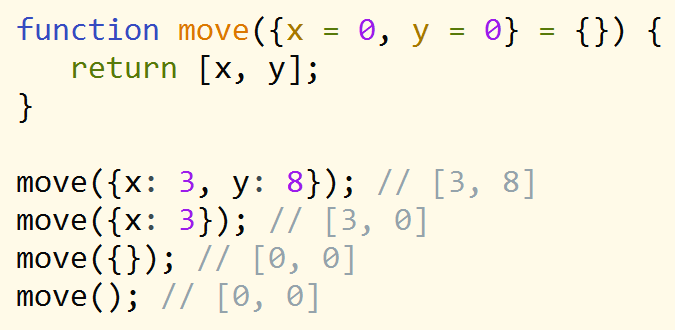 function move({x = 0, y = 0} = {}) {
   return [x, y];
}

move({x: 3, y: 8}); // [3, 8]
move({x: 3}); // [3, 0]
move({}); // [0, 0]
move(); // [0, 0]